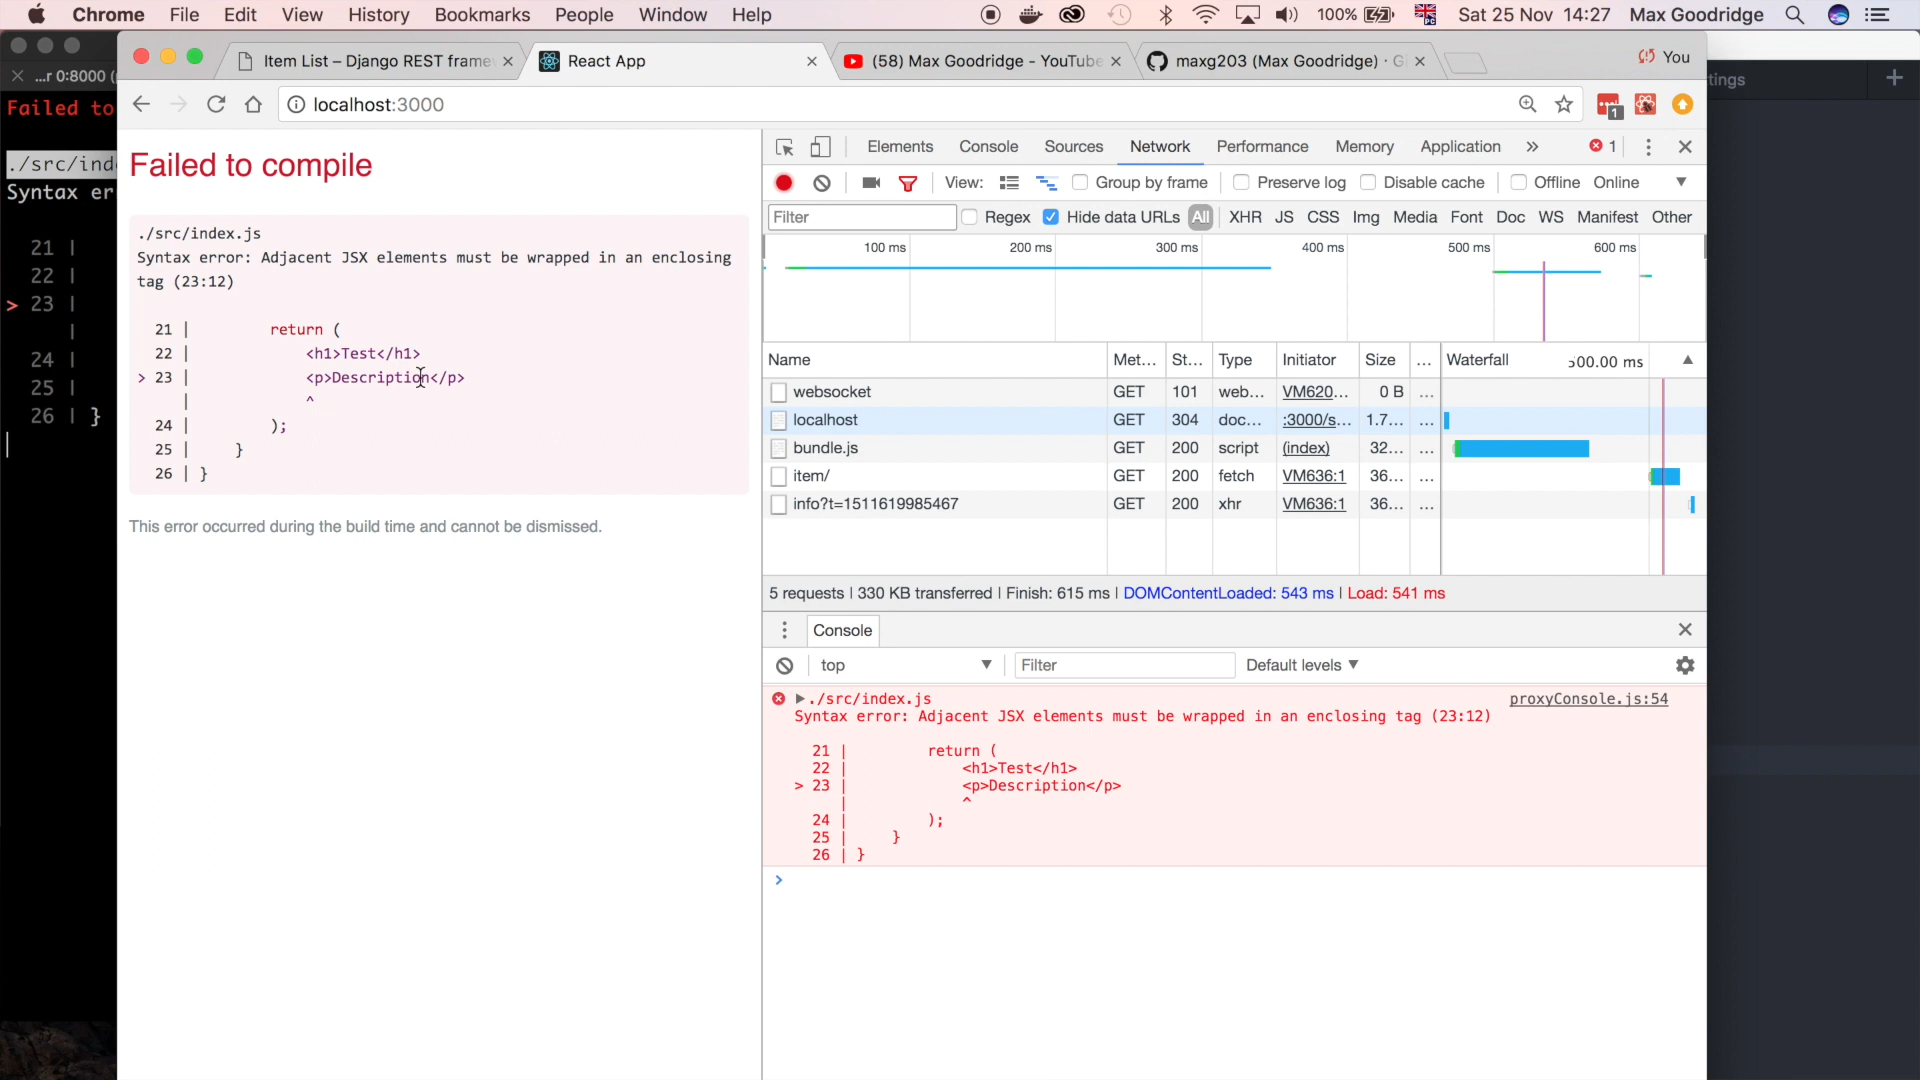 Chrome File Edit View History Bookmarks People Window Help 100% Sat 25 Nov 14:27 Max Goodridge
...r 0:8000 (
Failed to
./src/ind
Syntax er
21 |
22 |
> 23 |
|
24 |
25 |
26 | }
Item List – Django REST frame
React App
(58) Max Goodridge - YouTube
maxg203 (Max Goodridge) · G
You
tings
localhost:3000
1
Failed to compile
./src/index.js
Syntax error: Adjacent JSX elements must be wrapped in an enclosing
tag (23:12)
21 | return (
22 | <h1>Test</h1>
> 23 | <p>Description</p>
| ^
24 | );
25 | }
26 | }
This error occurred during the build time and cannot be dismissed.
Elements Console Sources Network Performance Memory Application » 1
View: Group by frame Preserve log Disable cache Offline Online
Filter Regex Hide data URLs All XHR JS CSS Img Media Font Doc WS Manifest Other
100 ms 200 ms 300 ms 400 ms 500 ms 600 ms
Name Met... St... Type Initiator Size ... Waterfall 500.00 ms
websocket GET 101 web... VM620... 0 B ...
localhost GET 304 doc... :3000/s... 1.7... ...
bundle.js GET 200 script (index) 32... ...
item/ GET 200 fetch VM636:1 36... ...
info?t=1511619985467 GET 200 xhr VM636:1 36... ...
5 requests | 330 KB transferred | Finish: 615 ms | DOMContentLoaded: 543 ms | Load: 541 ms
Console
top Filter Default levels
./src/index.js proxyConsole.js:54
Syntax error: Adjacent JSX elements must be wrapped in an enclosing tag (23:12)
21 | return (
22 | <h1>Test</h1>
> 23 | <p>Description</p>
| ^
24 | );
25 | }
26 | }
>